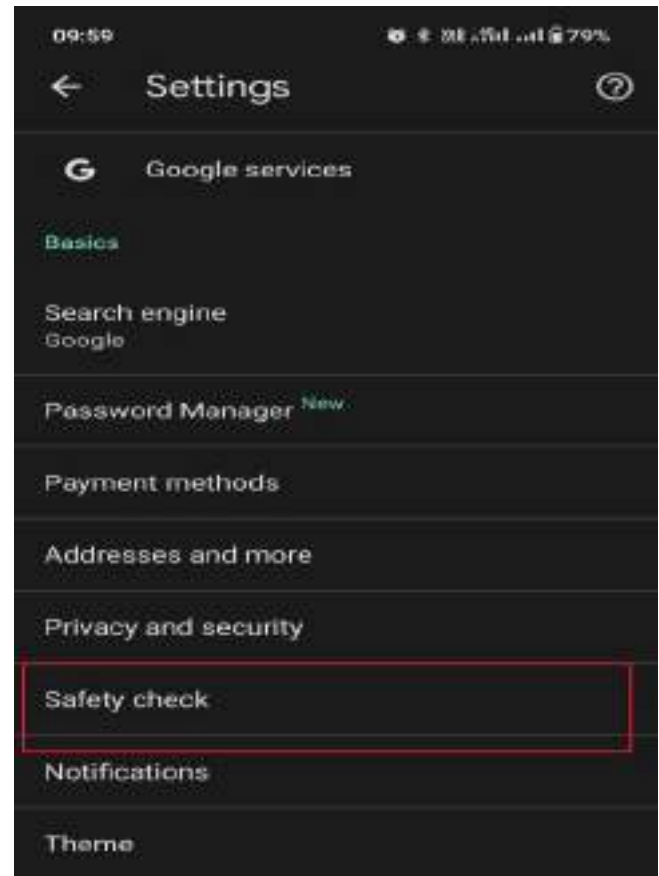 09:59
79%
Settings
G Google services
Basics
Search engine
Google
Password Manager New
Payment methods
Addresses and more
Privacy and security
Safety check
Notifications
Theme